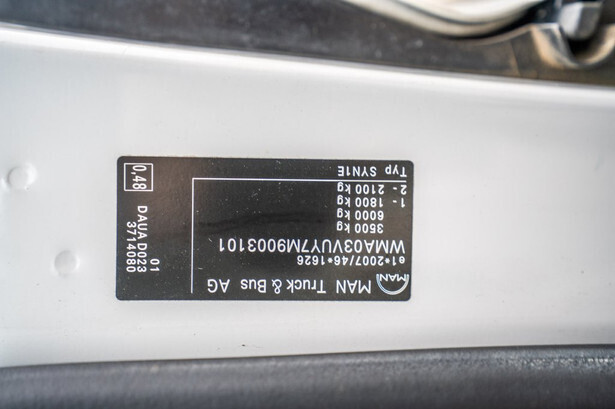 MAN
MAN Truck & Bus AG
e1*2007/46*1626
WMA03VUY7M9003101
3500 kg
6000 kg
1 - 1800 kg
2 - 2100 kg
Typ SYN1E
01
DAUA D023
3714080
0,48